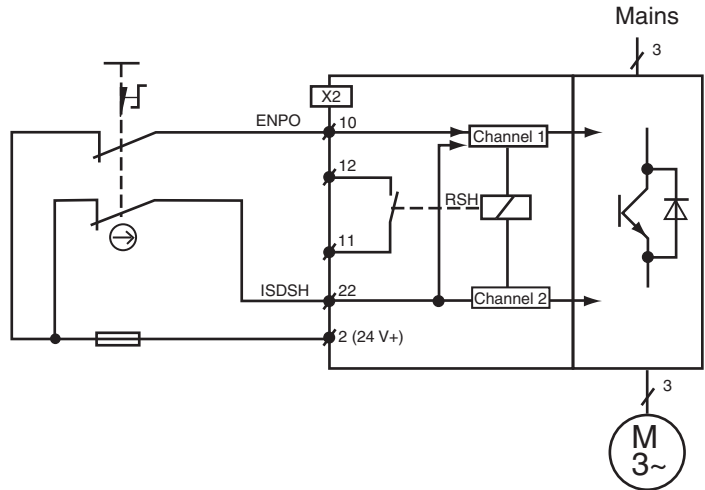 Mains
3
X2
ENPO
10
Channel 1
12
RSH
11
ISDSH
22
Channel 2
2 (24 V+)
3
M
3~